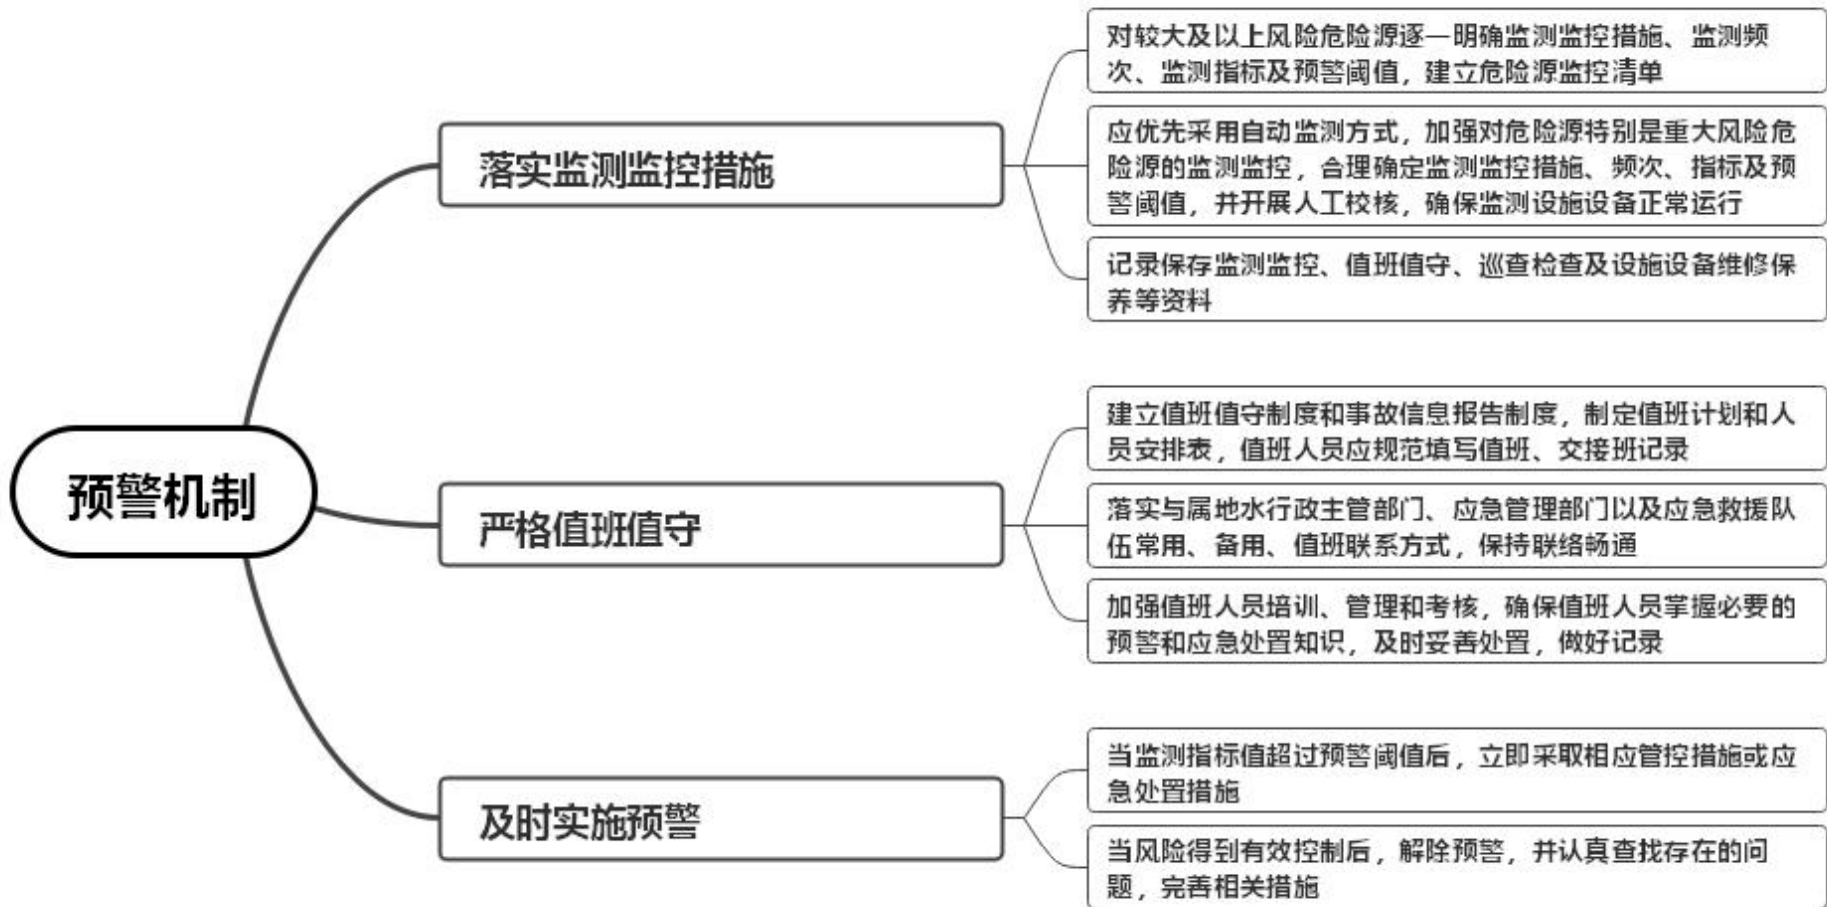 预警机制
落实监测监控措施
对较大及以上风险危险源逐一明确监测监控措施、监测频
次、监测指标及预警阈值，建立危险源监控清单
应优先采用自动监测方式，加强对危险源特别是重大风险危
险源的监测监控，合理确定监测监控措施、频次、指标及预
警阈值，并开展人工校核，确保监测设施设备正常运行
记录保存监测监控、值班值守、巡查检查及设施设备维修保
养等资料
严格值班值守
建立值班值守制度和事故信息报告制度，制定值班计划和人
员安排表，值班人员应规范填写值班、交接班记录
落实与属地水行政主管部门、应急管理部门以及应急救援队
伍常用、备用、值班联系方式，保持联络畅通
加强值班人员培训、管理和考核，确保值班人员掌握必要的
预警和应急处置知识，及时妥善处置，做好记录
及时实施预警
当监测指标值超过预警阈值后，立即采取相应管控措施或应
急处置措施
当风险得到有效控制后，解除预警，并认真查找存在的问
题，完善相关措施